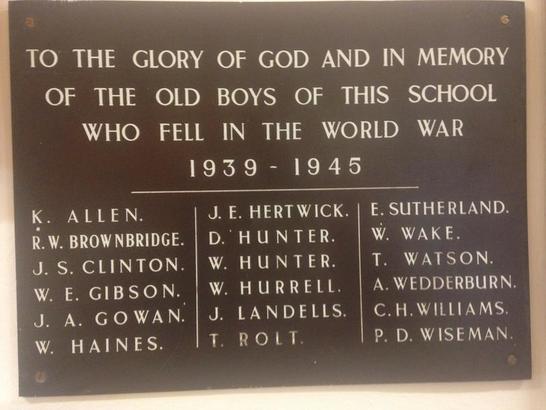 TO THE GLORY OF GOD AND IN MEMORY
OF THE OLD BOYS OF THIS SCHOOL
WHO FELL IN THE WORLD WAR
1939 - 1945
K. ALLEN.
R.W. BROWNBRIDGE.
J. S. CLINTON.
W. E. GIBSON.
J. A. GOWAN.
W. HAINES.
J. E. HERTWICK.
D. HUNTER.
W. HUNTER.
W. HURRELL.
J. LANDELLS.
T. ROLT.
E. SUTHERLAND.
W. WAKE.
T. WATSON.
A. WEDDERBURN.
C. H. WILLIAMS.
P. D. WISEMAN.